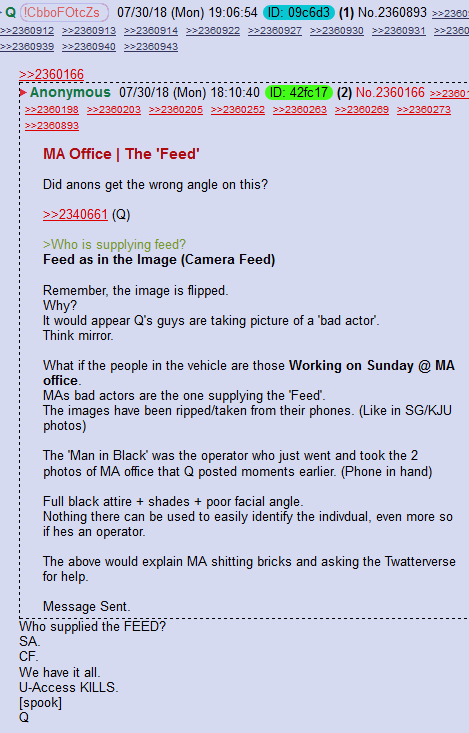 Q !CbboFOtcZs 07/30/18 (Mon) 19:06:54 ID: 09c6d3 (1) No.2360893 >>2360
>>2360912 >>2360913 >>2360914 >>2360922 >>2360927 >>2360930 >>2360931 >>2360
>>2360939 >>2360940 >>2360943
>>2360166
Anonymous 07/30/18 (Mon) 18:10:40 ID: 42fc17 (2) No.2360166 >>23601
>>2360198 >>2360203 >>2360205 >>2360252 >>2360263 >>2360269 >>2360273
>>2360893
MA Office | The 'Feed'
Did anons get the wrong angle on this?
>>2340661 (Q)
>Who is supplying feed?
Feed as in the Image (Camera Feed)
Remember, the image is flipped.
Why?
It would appear Q's guys are taking picture of a 'bad actor'.
Think mirror.
What if the people in the vehicle are those Working on Sunday @ MA
office.
MAs bad actors are the one supplying the 'Feed'.
The images have been ripped/taken from their phones. (Like in SG/KJU
photos)
The 'Man in Black' was the operator who just went and took the 2
photos of MA office that Q posted moments earlier. (Phone in hand)
Full black attire + shades + poor facial angle.
Nothing there can be used to easily identify the indivdual, even more so
if hes an operator.
The above would explain MA shitting bricks and asking the Twatterverse
for help.
Message Sent.
Who supplied the FEED?
SA.
CF.
We have it all.
U-Access KILLS.
[spook]
Q